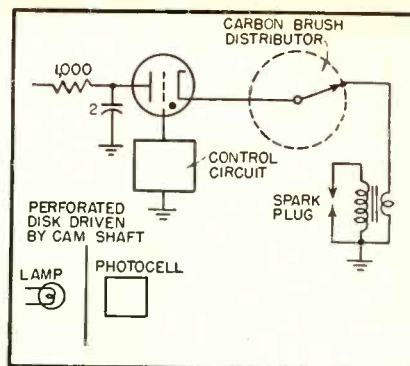 CARBON BRUSH
DISTRIBUTOR
1,000
2
CONTROL
CIRCUIT
SPARK
PLUG
PERFORATED
DISK DRIVEN
BY CAM SHAFT
LAMP
PHOTOCELL